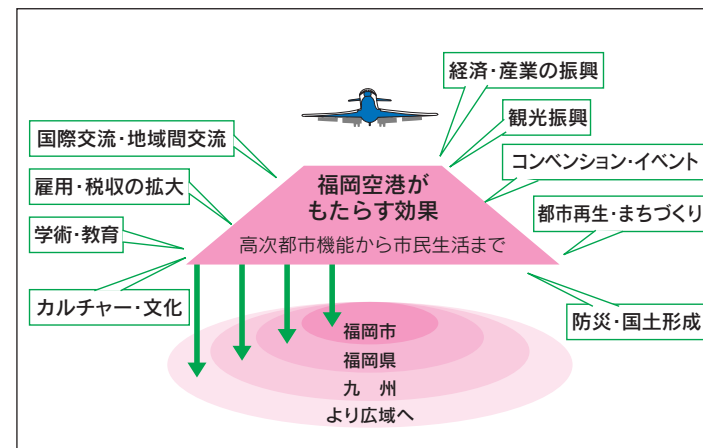 経済・産業の振興
観光振興
国際交流・地域間交流
コンベンション・イベント
雇用・税収の拡大
福岡空港が
もたらす効果
都市再生・まちづくり
学術・教育
高次都市機能から市民生活まで
カルチャー・文化
防災・国土形成
福岡市
福岡県
九　州
より広域へ